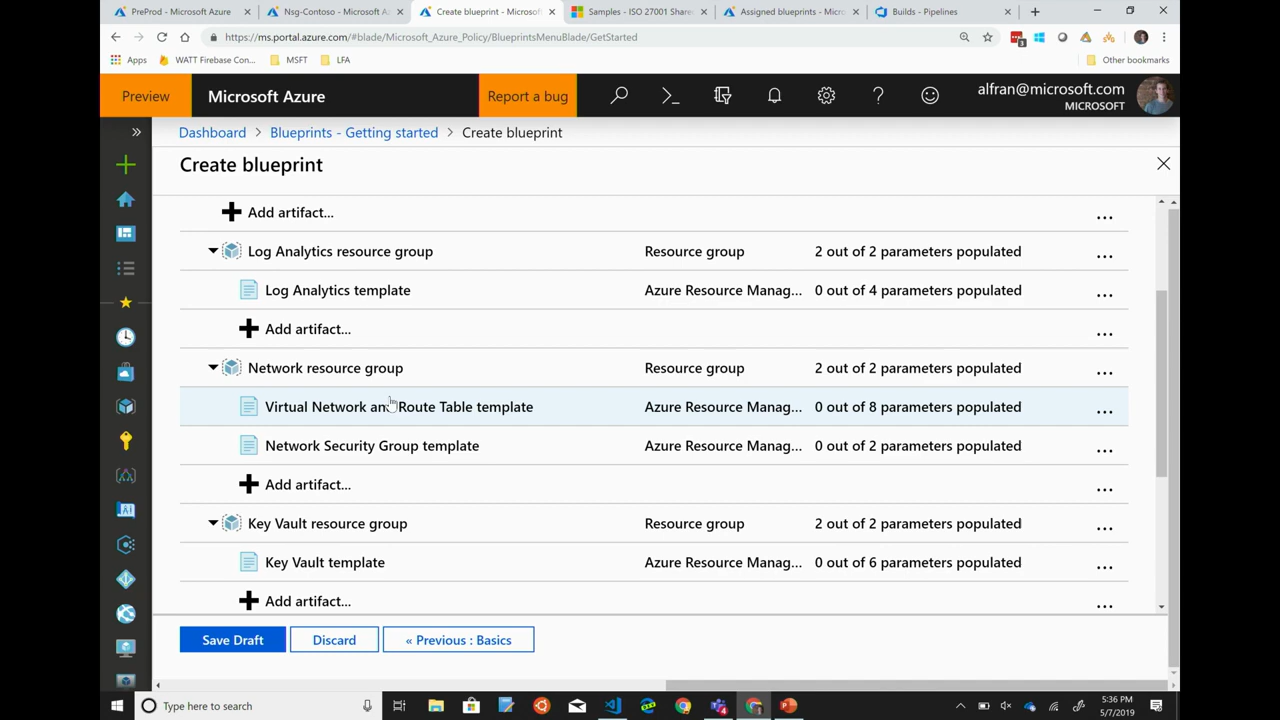 PreProd - Microsoft Azure
Nsg-Contoso - Microsoft A
Create blueprint - Microsoft
Samples - ISO 27001 Share
Assigned blueprints - Micro
Builds - Pipelines
https://ms.portal.azure.com/#blade/Microsoft_Azure_Policy/BlueprintsMenuBlade/GetStarted
Apps
WATT Firebase Con...
MSFT
LFA
Other bookmarks
Preview
Microsoft Azure
Report a bug
alfran@microsoft.com
MICROSOFT
Dashboard > Blueprints - Getting started > Create blueprint
Create blueprint
Add artifact...
Log Analytics resource group Resource group 2 out of 2 parameters populated
Log Analytics template Azure Resource Manag... 0 out of 4 parameters populated
Add artifact...
Network resource group Resource group 2 out of 2 parameters populated
Virtual Network and Route Table template Azure Resource Manag... 0 out of 8 parameters populated
Network Security Group template Azure Resource Manag... 0 out of 2 parameters populated
Add artifact...
Key Vault resource group Resource group 2 out of 2 parameters populated
Key Vault template Azure Resource Manag... 0 out of 6 parameters populated
Add artifact...
Save Draft
Discard
« Previous : Basics
Type here to search
5:36 PM
5/7/2019